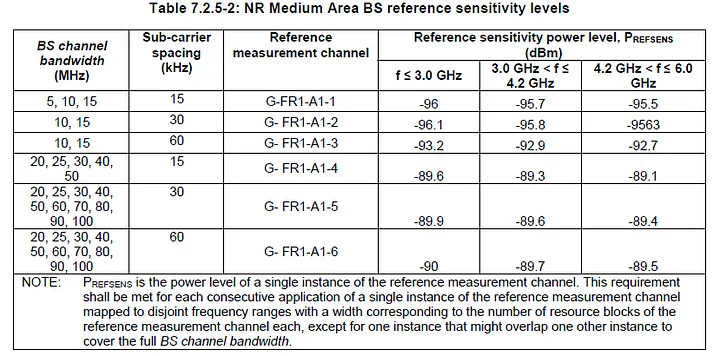 Table 7.2.5-2: NR Medium Area BS reference sensitivity levels
BS channel bandwidth (MHz) | Sub-carrier spacing (kHz) | Reference measurement channel | Reference sensitivity power level, PREFSENS (dBm)
f ≤ 3.0 GHz | 3.0 GHz < f ≤ 4.2 GHz | 4.2 GHz < f ≤ 6.0 GHz
5, 10, 15 | 15 | G-FR1-A1-1 | -96 | -95.7 | -95.5
10, 15 | 30 | G- FR1-A1-2 | -96.1 | -95.8 | -9563
10, 15 | 60 | G- FR1-A1-3 | -93.2 | -92.9 | -92.7
20, 25, 30, 40, 50 | 15 | G- FR1-A1-4 | -89.6 | -89.3 | -89.1
20, 25, 30, 40, 50, 60, 70, 80, 90, 100 | 30 | G- FR1-A1-5 | -89.9 | -89.6 | -89.4
20, 25, 30, 40, 50, 60, 70, 80, 90, 100 | 60 | G- FR1-A1-6 | -90 | -89.7 | -89.5
NOTE: PREFSENS is the power level of a single instance of the reference measurement channel. This requirement
shall be met for each consecutive application of a single instance of the reference measurement channel
mapped to disjoint frequency ranges with a width corresponding to the number of resource blocks of the
reference measurement channel each, except for one instance that might overlap one other instance to
cover the full BS channel bandwidth.